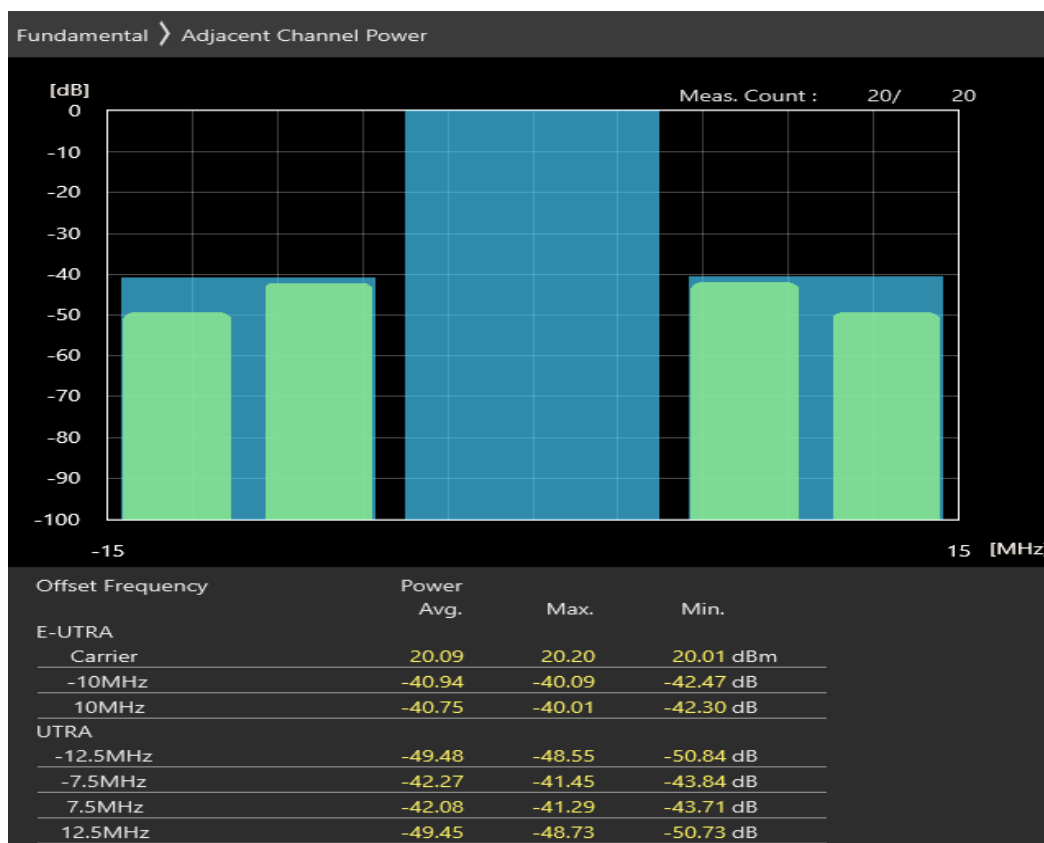 Fundamental 〉 Adjacent Channel Power
[dB]
Meas. Count : 20/ 20
0
-10
-20
-30
-40
-50
-60
-70
-80
-90
-100
-15 15 [MHz
Offset Frequency Power
Avg. Max. Min.
E-UTRA
Carrier 20.09 20.20 20.01 dBm
-10MHz -40.94 -40.09 -42.47 dB
10MHz -40.75 -40.01 -42.30 dB
UTRA
-12.5MHz -49.48 -48.55 -50.84 dB
-7.5MHz -42.27 -41.45 -43.84 dB
7.5MHz -42.08 -41.29 -43.71 dB
12.5MHz -49.45 -48.73 -50.73 dB